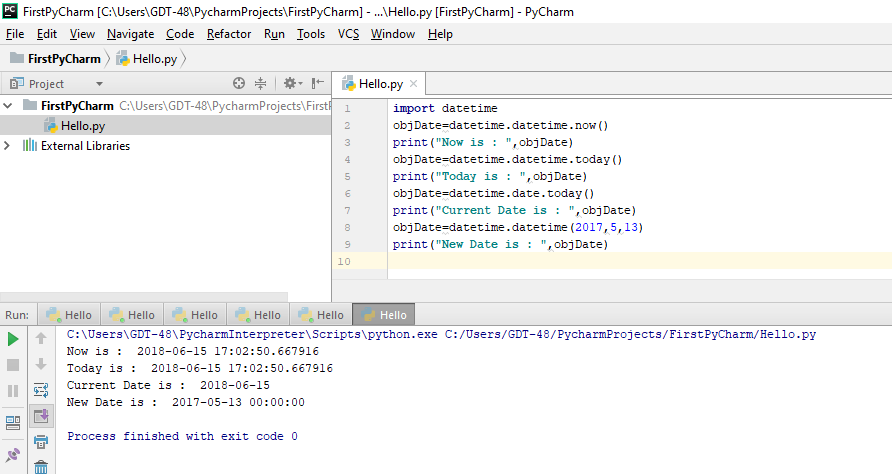 PC FirstPyCharm [C:\Users\GDT-48\PycharmProjects\FirstPyCharm] - ...\Hello.py [FirstPyCharm] - PyCharm
File Edit View Navigate Code Refactor Run Tools VCS Window Help
FirstPyCharm Hello.py
Project
Hello.py
FirstPyCharm C:\Users\GDT-48\PycharmProjects\FirstP
Hello.py
External Libraries
1 import datetime
2 objDate=datetime.datetime.now()
3 print("Now is : ",objDate)
4 objDate=datetime.datetime.today()
5 print("Today is : ",objDate)
6 objDate=datetime.date.today()
7 print("Current Date is : ",objDate)
8 objDate=datetime.datetime(2017,5,13)
9 print("New Date is : ",objDate)
10
Run: Hello Hello Hello Hello Hello Hello
C:\Users\GDT-48\PycharmInterpreter\Scripts\python.exe C:/Users/GDT-48/PycharmProjects/FirstPyCharm/Hello.py
Now is :  2018-06-15 17:02:50.667916
Today is :  2018-06-15 17:02:50.667916
Current Date is :  2018-06-15
New Date is :  2017-05-13 00:00:00
Process finished with exit code 0